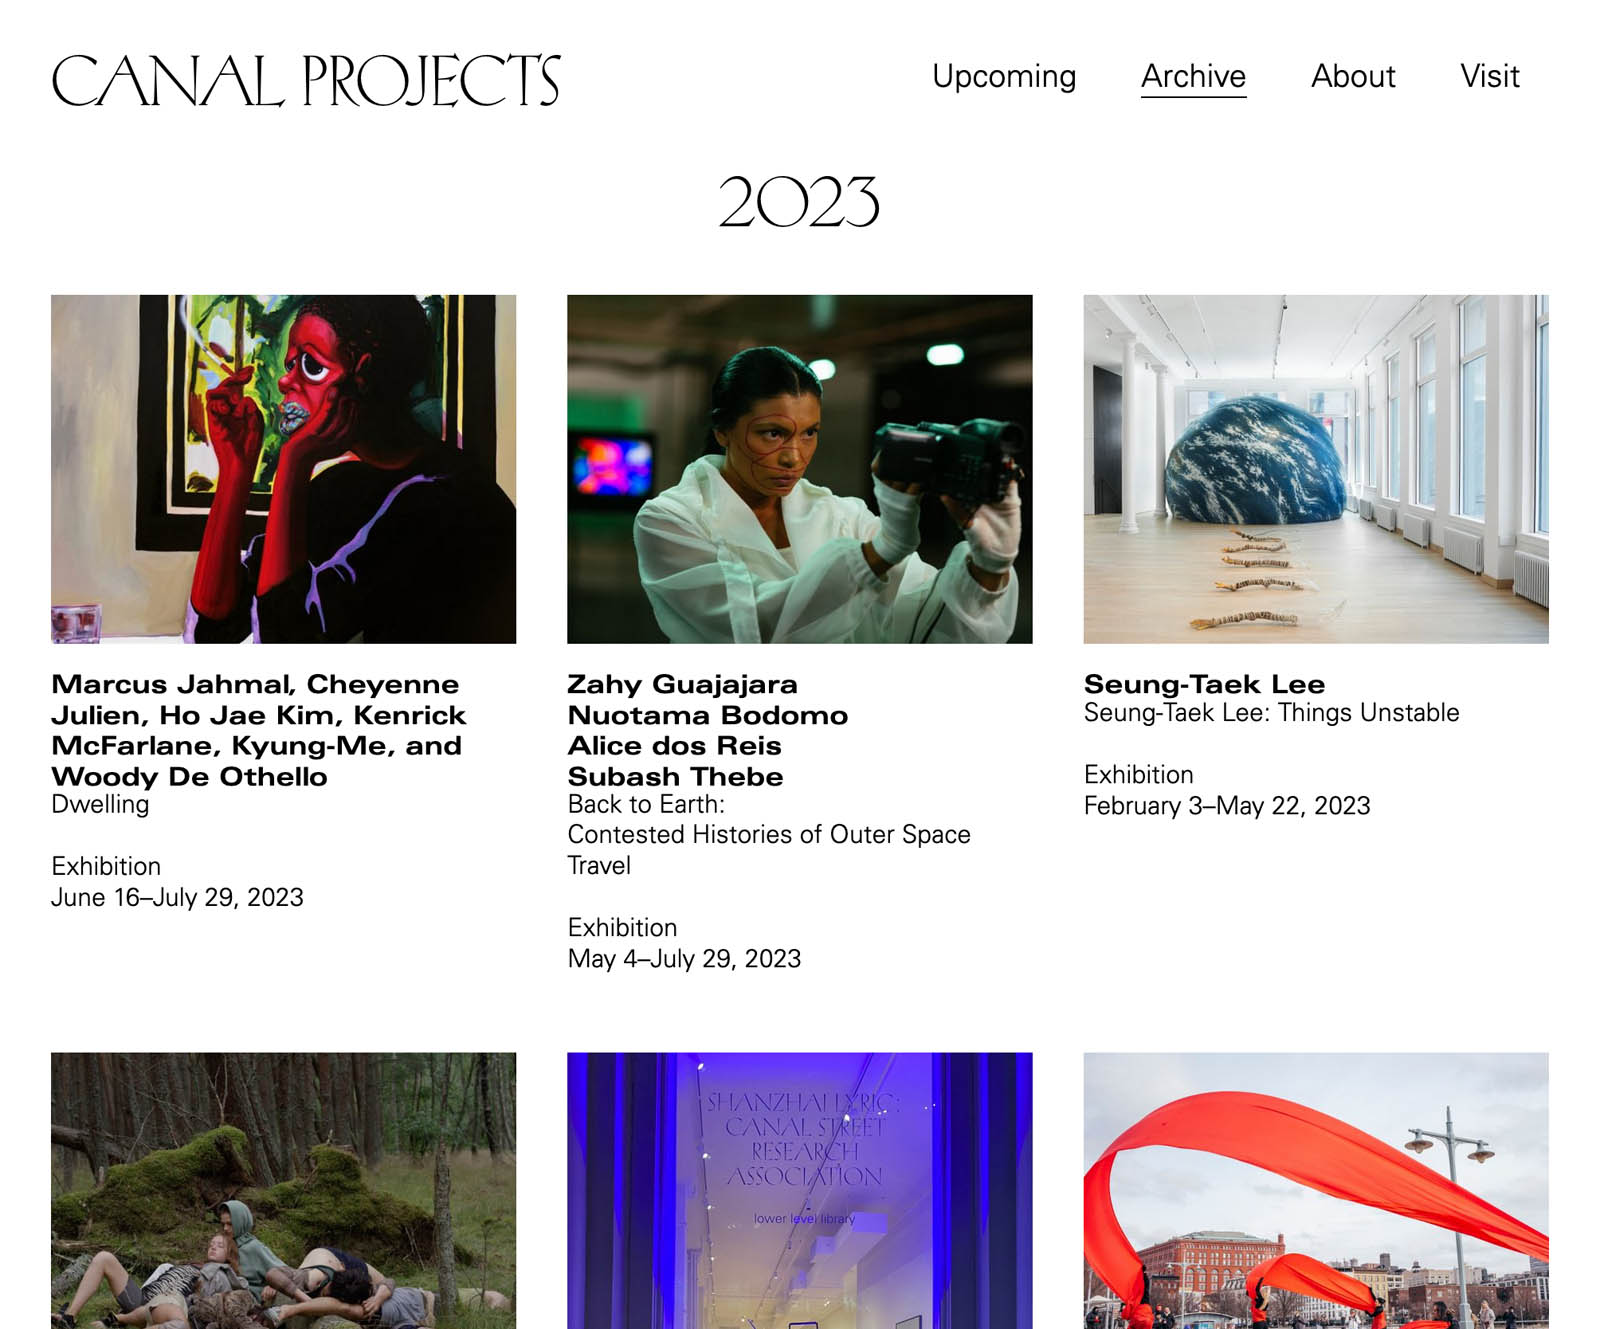 CANAL PROJECTS
Upcoming
Archive
About
Visit
2023
Marcus Jahmal, Cheyenne
Julien, Ho Jae Kim, Kenrick
McFarlane, Kyung-Me, and
Woody De Othello
Dwelling
Exhibition
June 16–July 29, 2023
Zahy Guajajara
Nuotama Bodomo
Alice dos Reis
Subash Thebe
Back to Earth:
Contested Histories of Outer Space
Travel
Exhibition
May 4–July 29, 2023
Seung-Taek Lee
Seung-Taek Lee: Things Unstable
Exhibition
February 3–May 22, 2023
SHANZHAI LYRIC:
CANAL STREET
RESEARCH
ASSOCIATION
lower level library